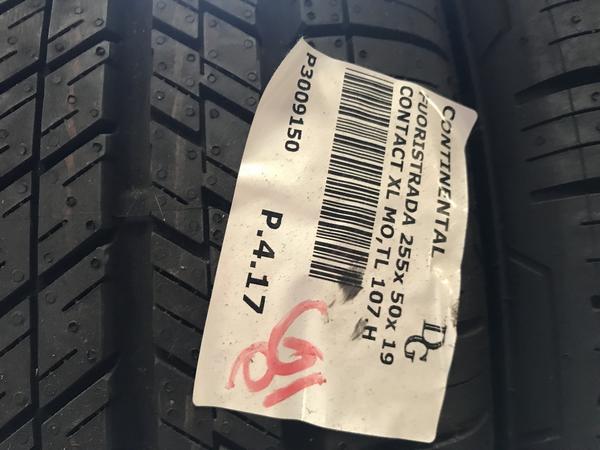 CONTINENTAL
FUORISTRADA 255x 50x 19
CONTACT XL MO,TL 107 H
DG
P3009150
P.4.17